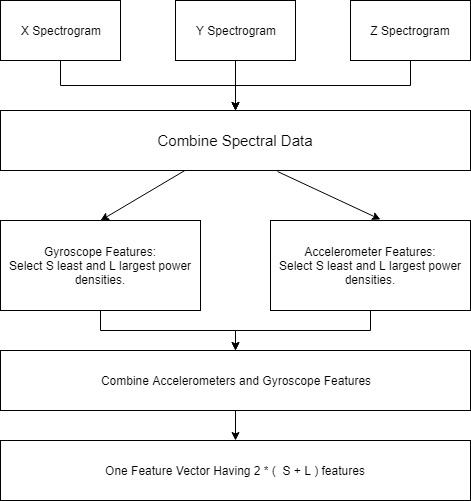 X Spectrogram
Y Spectrogram
Z Spectrogram
Combine Spectral Data
Gyroscope Features:
Select S least and L largest power
densities.
Accelerometer Features:
Select S least and L largest power
densities.
Combine Accelerometers and Gyroscope Features
One Feature Vector Having 2 * ( S + L ) features